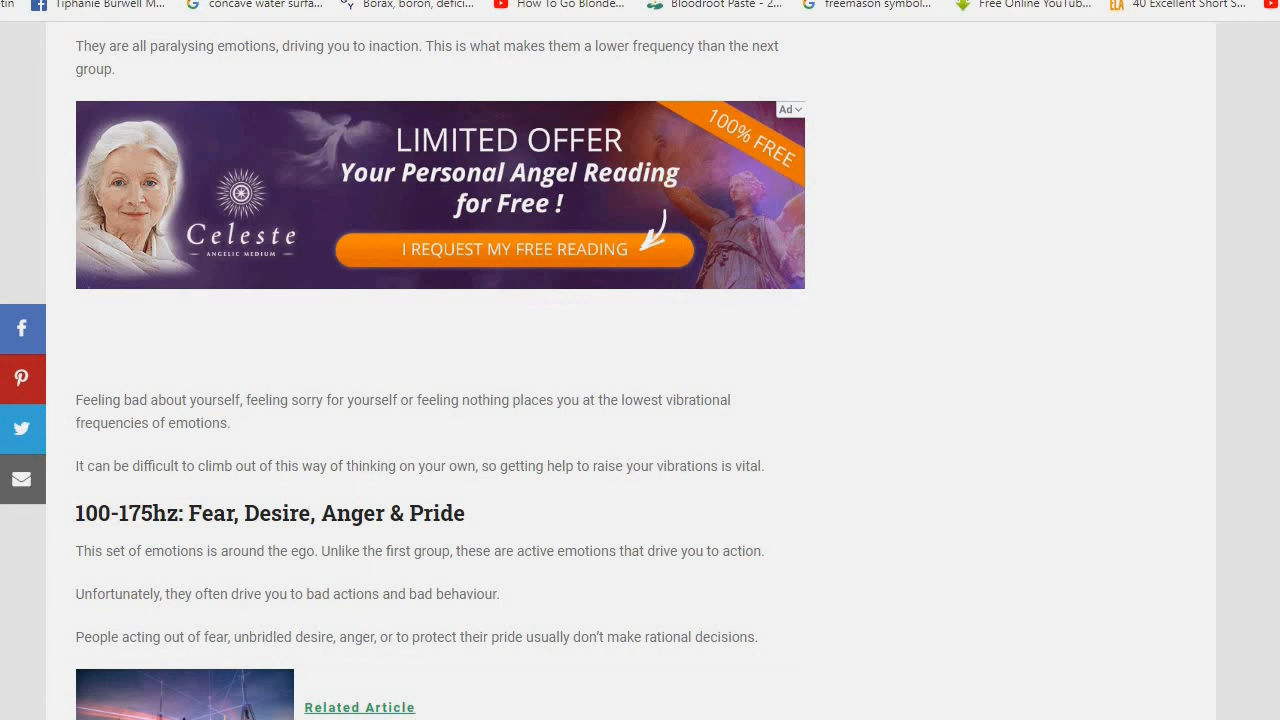 tin
Tiphanie Burwell M...
concave water surfa...
Borax, boron, defici...
How To Go Blonde...
Bloodroot Paste - 2...
freemason symbol...
Free Online YouTub...
ELA
40 Excellent Short S...
They are all paralysing emotions, driving you to inaction. This is what makes them a lower frequency than the next
group.
Ad
100% FREE
LIMITED OFFER
Your Personal Angel Reading
for Free !
Celeste
ANGELIC MEDIUM
I REQUEST MY FREE READING
Feeling bad about yourself, feeling sorry for yourself or feeling nothing places you at the lowest vibrational
frequencies of emotions.
It can be difficult to climb out of this way of thinking on your own, so getting help to raise your vibrations is vital.
100-175hz: Fear, Desire, Anger & Pride
This set of emotions is around the ego. Unlike the first group, these are active emotions that drive you to action.
Unfortunately, they often drive you to bad actions and bad behaviour.
People acting out of fear, unbridled desire, anger, or to protect their pride usually don't make rational decisions.
Related Article